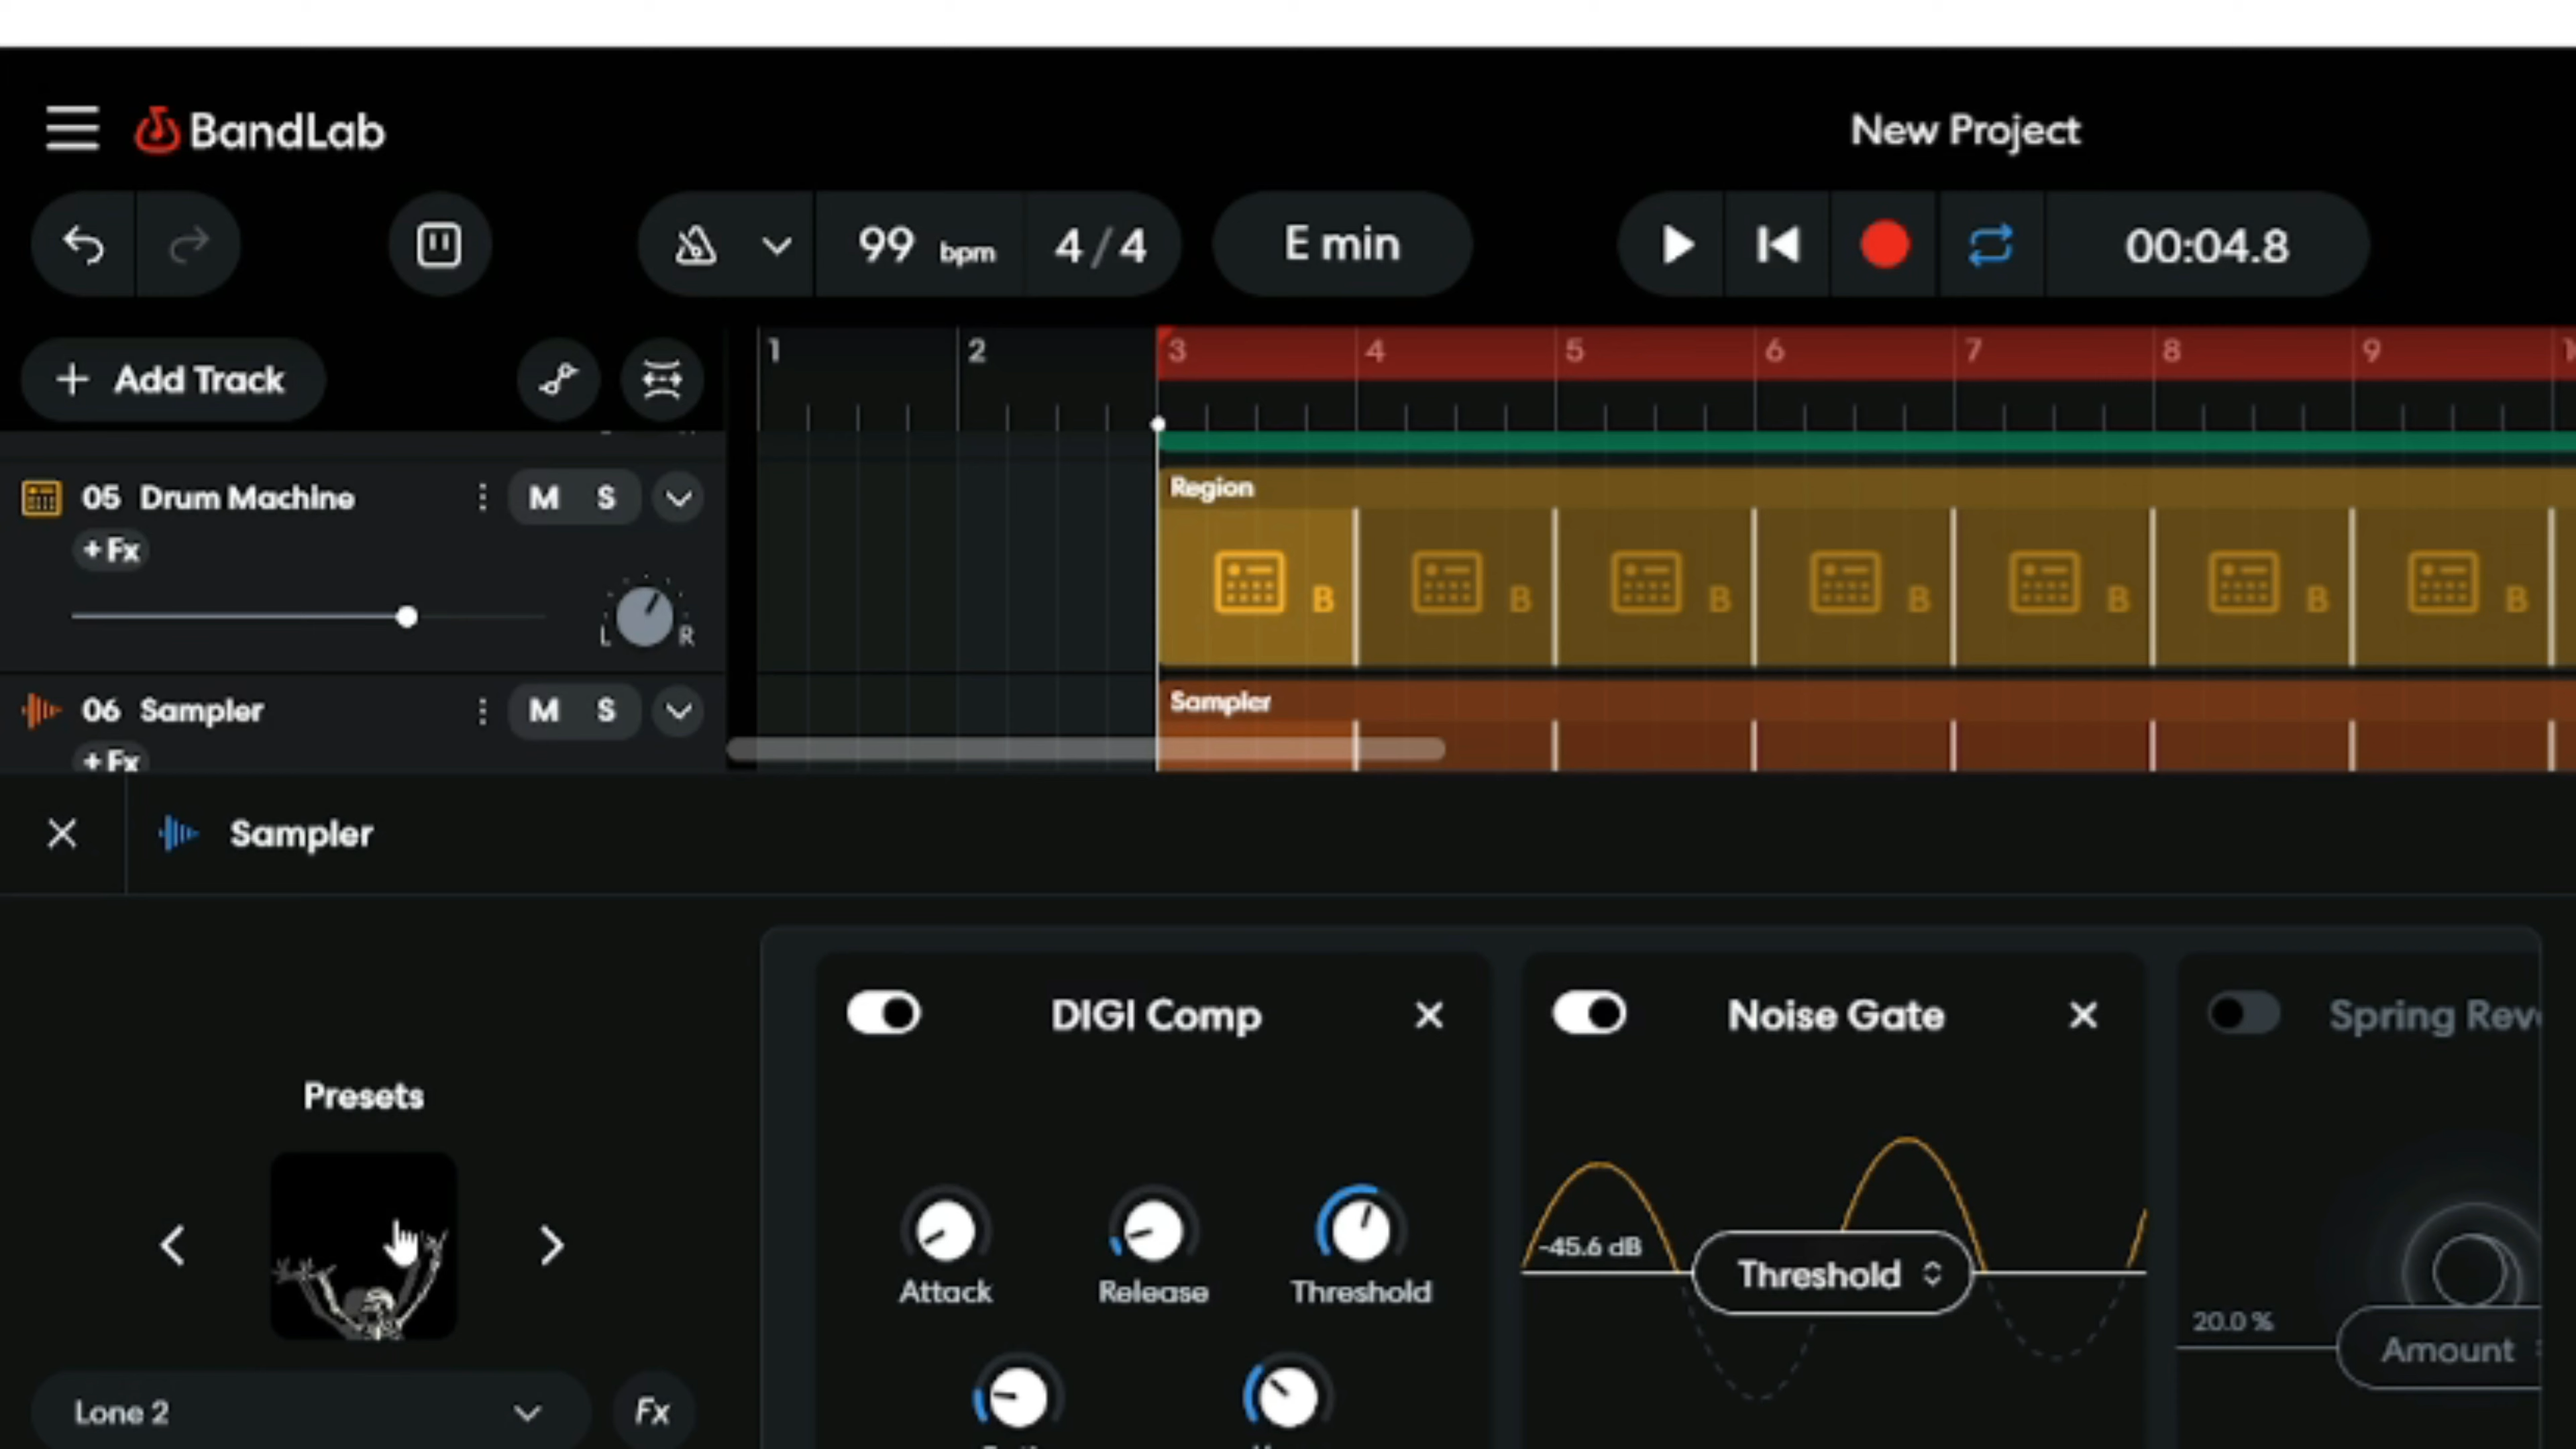 BandLab
New Project
99 bpm 4/4 E min 00:04.8
+ Add Track
1 2 3 4 5 6 7 8 9
05 Drum Machine M S
Region
+ Fx
B B B B B B B
L R
06 Sampler M S
Sampler
+ Fx
Sampler
DIGI Comp
Noise Gate
Spring Rev
Presets
-45.6 dB
Threshold
Attack Release Threshold
20.0 %
Amount
Lone 2
Fx